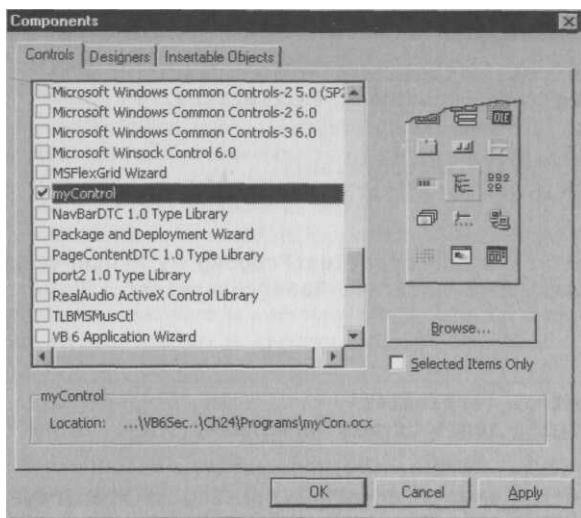 Components
Controls
Designers
Insertable Objects
Microsoft Windows Common Controls-2 5.0 (SP2
Microsoft Windows Common Controls-2 6.0
Microsoft Windows Common Controls-3 6.0
Microsoft Winsock Control 6.0
MSFlexGrid Wizard
myControl
NavBarDTC 1.0 Type Library
Package and Deployment Wizard
PageContentDTC 1.0 Type Library
port2 1.0 Type Library
RealAudio ActiveX Control Library
TLBMSMusCtl
VB 6 Application Wizard
OLE
Browse...
Selected Items Only
myControl
Location: ...\VB6Sec..\Ch24\Programs\myCon.ocx
OK
Cancel
Apply